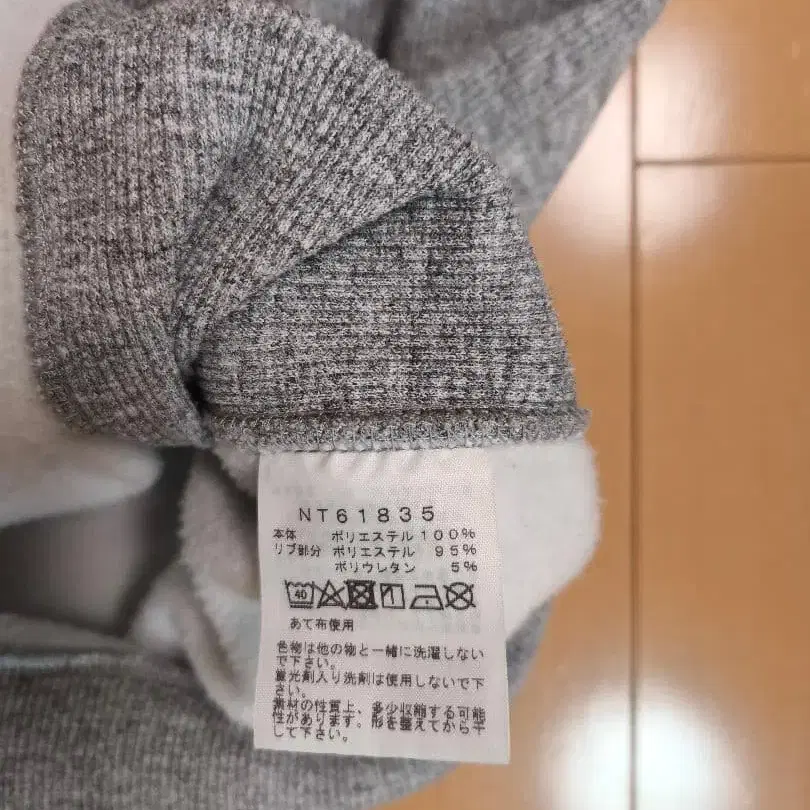 NT61835
本体 ポリエステル 100%
リブ部分 ポリエステル 95%
ポリウレタン 5%
40
あて布使用
色物は他の物と一緒に洗濯しない
で下さい。
蛍光剤入り洗剤は使用しないで下
さい。
素材の性質上、多少収縮する可能
性があります。形を整えてから干
して下さい。